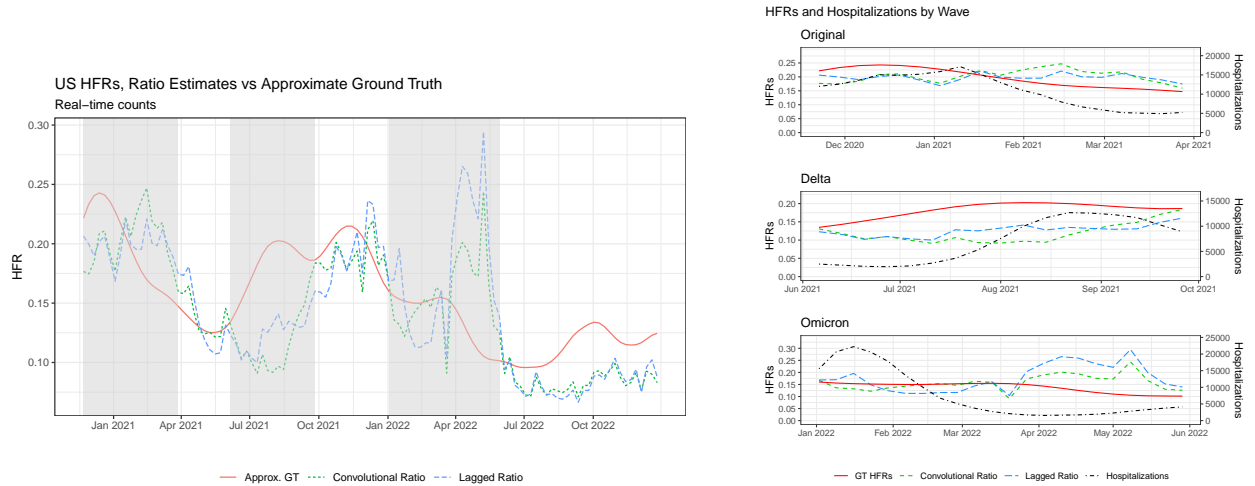 US HFRs, Ratio Estimates vs Approximate Ground Truth
Real−time counts
HFR
0.30
0.25
0.20
0.15
0.10
Jan 2021 Apr 2021 Jul 2021 Oct 2021 Jan 2022 Apr 2022 Jul 2022 Oct 2022
Approx. GT Convolutional Ratio Lagged Ratio
HFRs and Hospitalizations by Wave
Original
HFRs
0.25
0.20
0.15
0.10
0.05
0.00
20000
15000
10000
5000
0
Hospitalizations
Dec 2020 Jan 2021 Feb 2021 Mar 2021 Apr 2021
Delta
HFRs
0.20
0.15
0.10
0.05
0.00
15000
10000
5000
0
Hospitalizations
Jun 2021 Jul 2021 Aug 2021 Sep 2021 Oct 2021
Omicron
HFRs
0.30
0.25
0.20
0.15
0.10
0.05
0.00
25000
20000
15000
10000
5000
0
Hospitalizations
Jan 2022 Feb 2022 Mar 2022 Apr 2022 May 2022 Jun 2022
GT HFRs Convolutional Ratio Lagged Ratio Hospitalizations